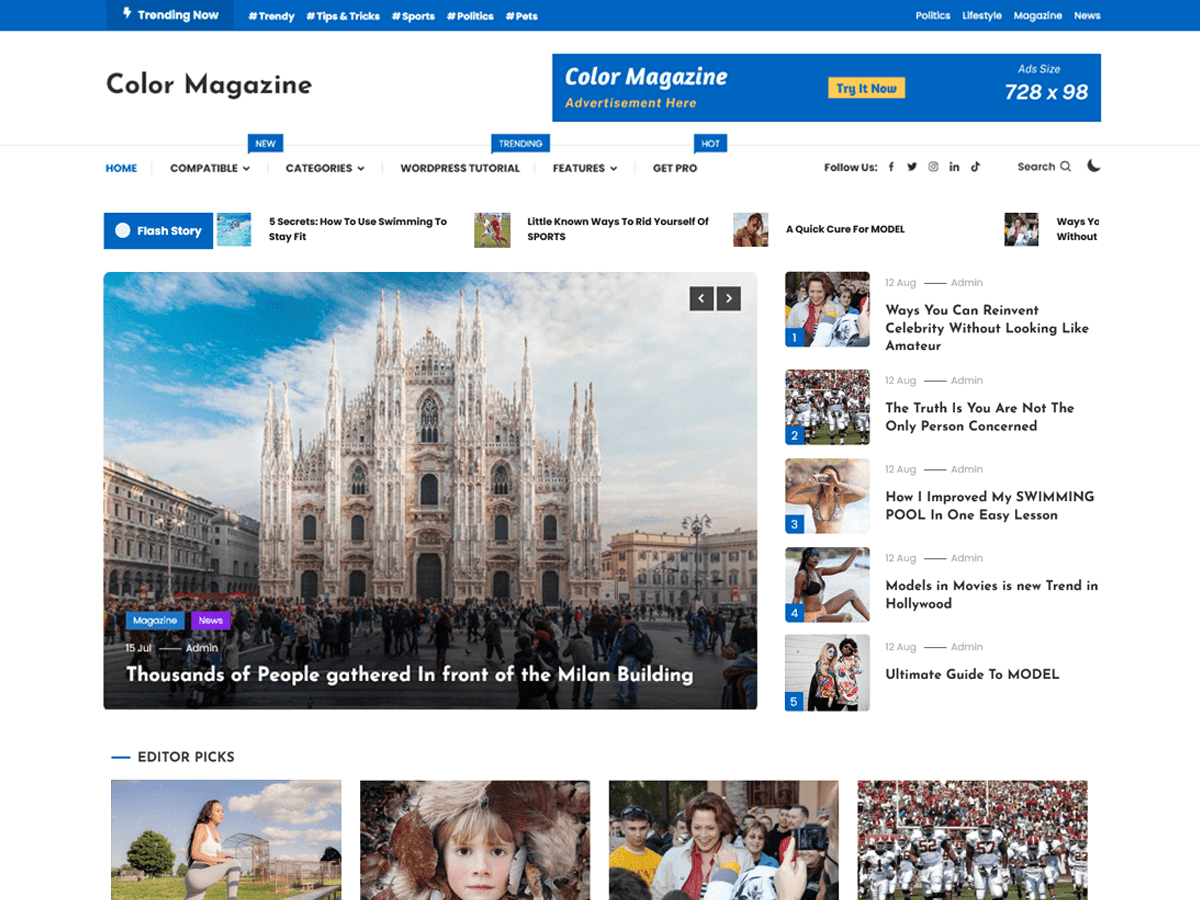 Trending Now
#Trendy #Tips & Tricks #Sports #Politics #Pets
Politics Lifestyle Magazine News
Color Magazine
Color Magazine
Advertisement Here
Try It Now
Ads Size
728 x 98
NEW
TRENDING
HOT
HOME COMPATIBLE CATEGORIES WORDPRESS TUTORIAL FEATURES GET PRO
Follow Us:
Search
Flash Story
5 Secrets: How To Use Swimming To
Stay Fit
Little Known Ways To Rid Yourself Of
SPORTS
A Quick Cure For MODEL
Ways Yo
Without
Magazine News
15 Jul Admin
Thousands of People gathered In front of the Milan Building
1
12 Aug Admin
Ways You Can Reinvent
Celebrity Without Looking Like
Amateur
2
12 Aug Admin
The Truth Is You Are Not The
Only Person Concerned
3
12 Aug Admin
How I Improved My SWIMMING
POOL In One Easy Lesson
4
12 Aug Admin
Models in Movies is new Trend in
Hollywood
5
12 Aug Admin
Ultimate Guide To MODEL
EDITOR PICKS
52 57